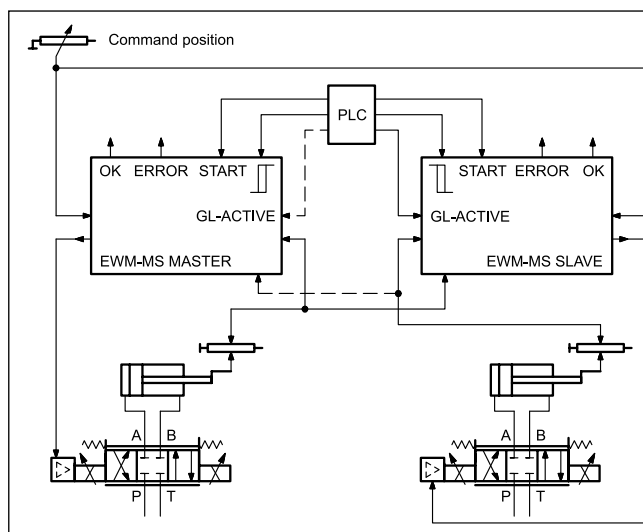 Command position
PLC
OK ERROR START
START ERROR OK
GL-ACTIVE
GL-ACTIVE
EWM-MS MASTER
EWM-MS SLAVE
A B
A B
P T
P T